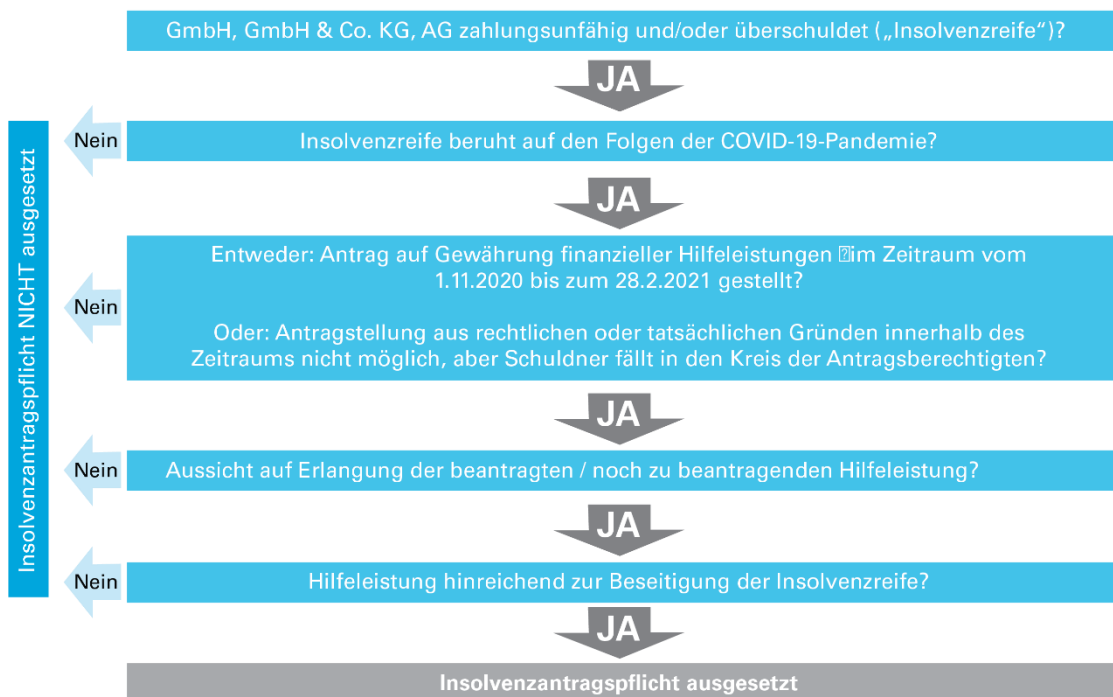 GmbH, GmbH & Co. KG, AG zahlungsunfähig und/oder überschuldet („Insolvenzreife“)?
JA
Insolvenzantragspflicht NICHT ausgesetzt
Nein
Insolvenzreife beruht auf den Folgen der COVID-19-Pandemie?
JA
Nein
Entweder: Antrag auf Gewährung finanzieller Hilfeleistungen im Zeitraum vom
1.11.2020 bis zum 28.2.2021 gestellt?
Oder: Antragstellung aus rechtlichen oder tatsächlichen Gründen innerhalb des
Zeitraums nicht möglich, aber Schuldner fällt in den Kreis der Antragsberechtigten?
JA
Nein
Aussicht auf Erlangung der beantragten / noch zu beantragenden Hilfeleistung?
JA
Nein
Hilfeleistung hinreichend zur Beseitigung der Insolvenzreife?
JA
Insolvenzantragspflicht ausgesetzt